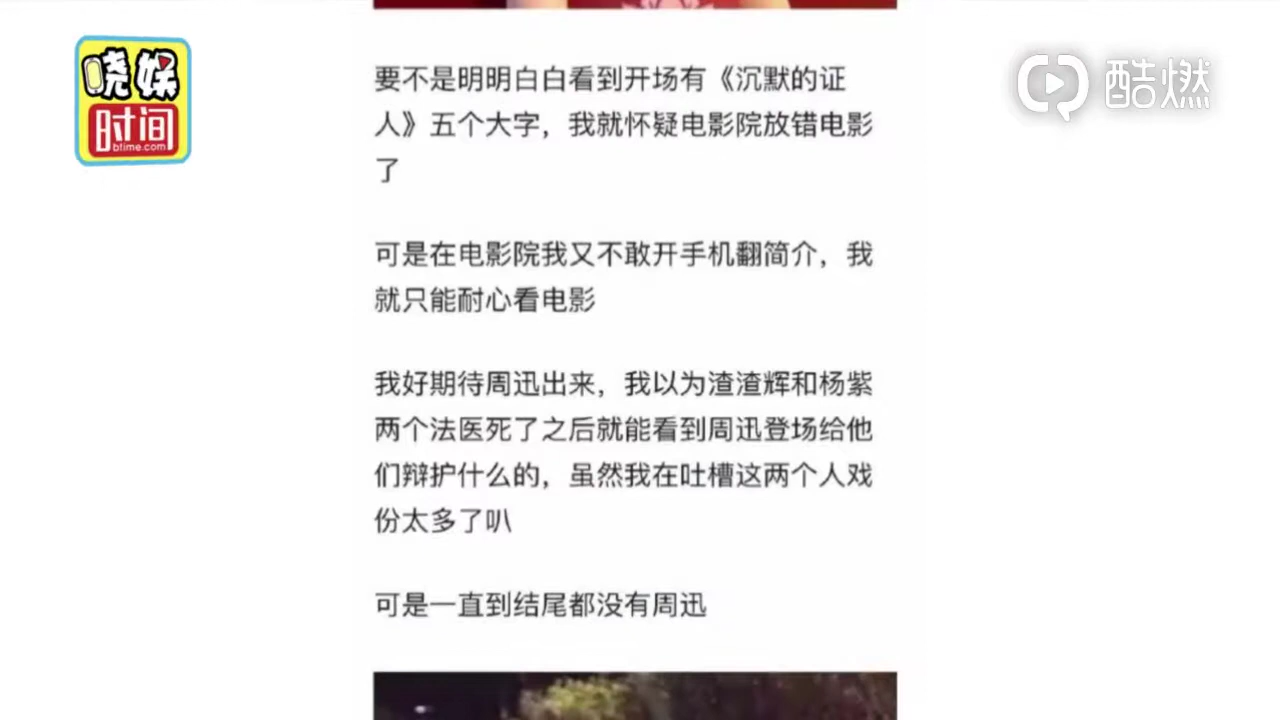 晓娱
时间
btime.com
酷燃
要不是明明白白看到开场有《沉默的证
人》五个大字，我就怀疑电影院放错电影
了
可是在电影院我又不敢开手机翻简介，我
就只能耐心看电影
我好期待周迅出来，我以为渣渣辉和杨紫
两个法医死了之后就能看到周迅登场给他
们辩护什么的，虽然我在吐槽这两个人戏
份太多了叭
可是一直到结尾都没有周迅